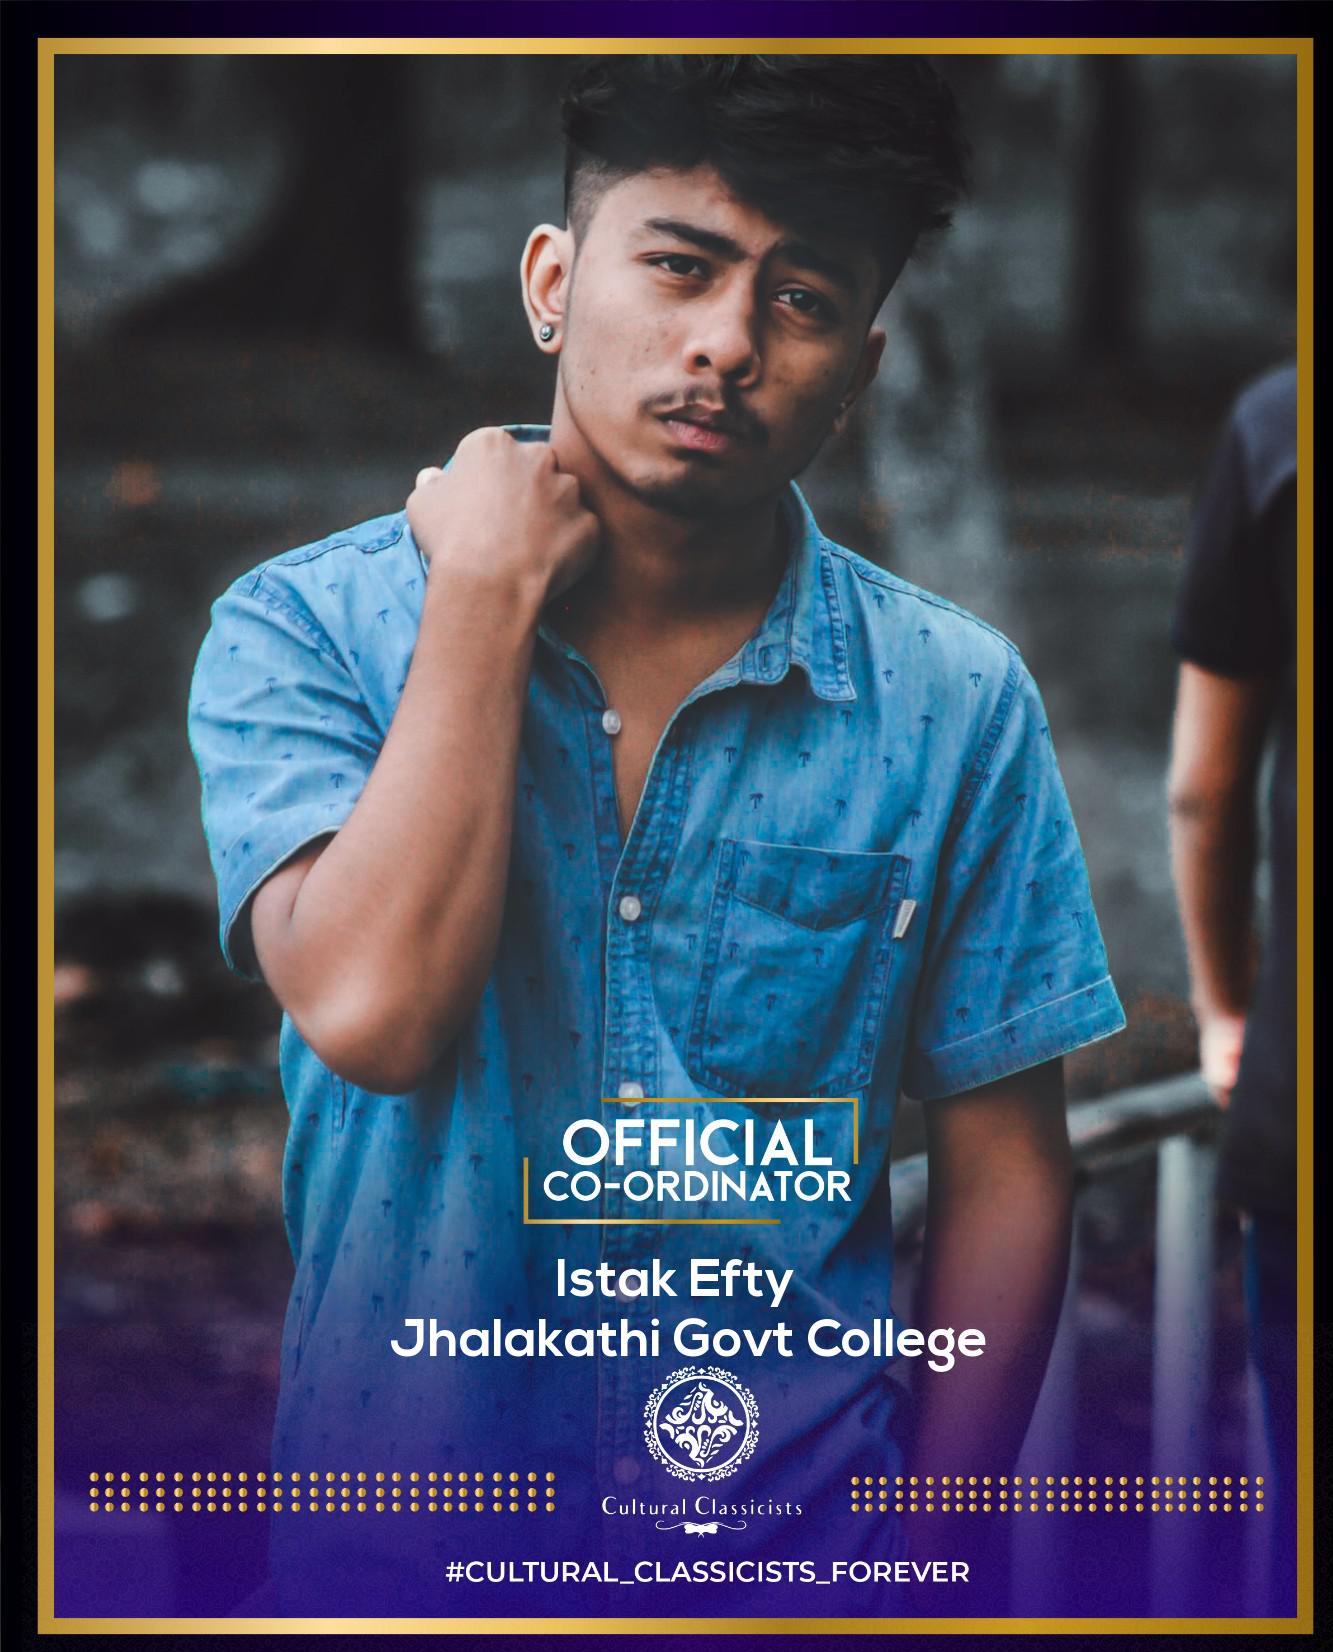 OFFICIAL
CO-ORDINATOR
Istak Efty
Jhalakathi Govt College
Cultural Classicists
#CULTURAL_CLASSICISTS_FOREVER